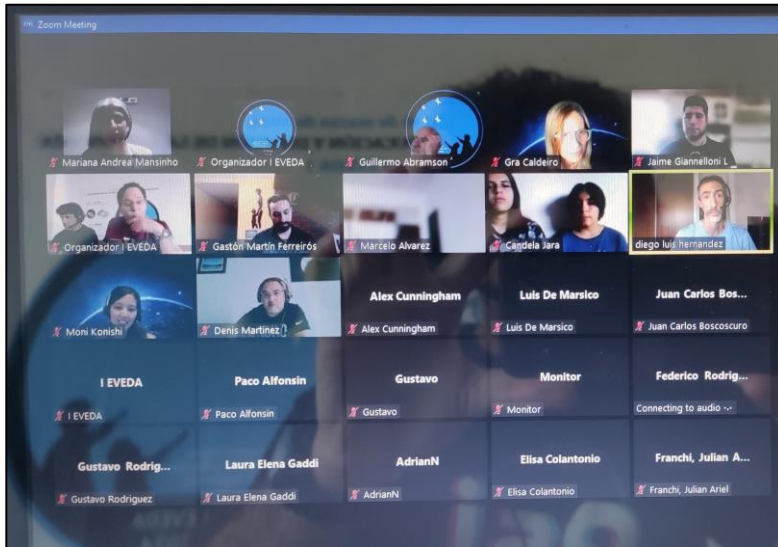 Zoom Meeting
Mariana Andrea Mansinho
Organizador I EVEDA
Guillermo Abramson
Gra Caldeiro
Jaime Giannelloni L
Organizador I EVEDA
Gastón Martín Ferreirós
Marcelo Alvarez
Candela Jara
diego luis hernandez
Moni Konishi
Denis Martinez
Alex Cunningham
Alex Cunningham
Luis De Marsico
Luis De Marsico
Juan Carlos Bos...
Juan Carlos Boscoscuro
I EVEDA
I EVEDA
Paco Alfonsin
Paco Alfonsin
Gustavo
Gustavo
Monitor
Monitor
Federico Rodrig...
Connecting to audio
Gustavo Rodrig...
Gustavo Rodriguez
Laura Elena Gaddi
Laura Elena Gaddi
AdrianN
AdrianN
Elisa Colantonio
Elisa Colantonio
Franchi, Julian A...
Franchi, Julian Ariel